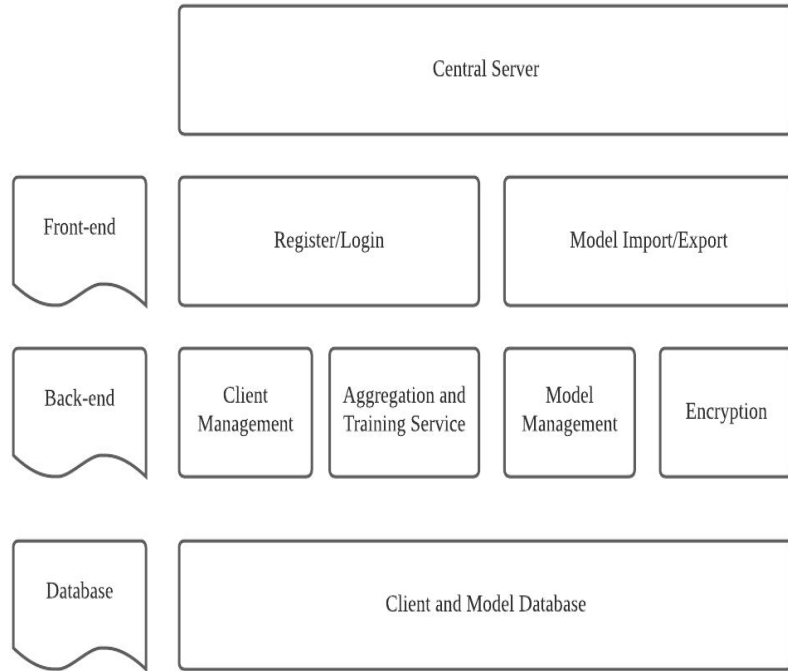 Central Server
Front-end
Register/Login
Model Import/Export
Back-end
Client
Management
Aggregation and
Training Service
Model
Management
Encryption
Database
Client and Model Database